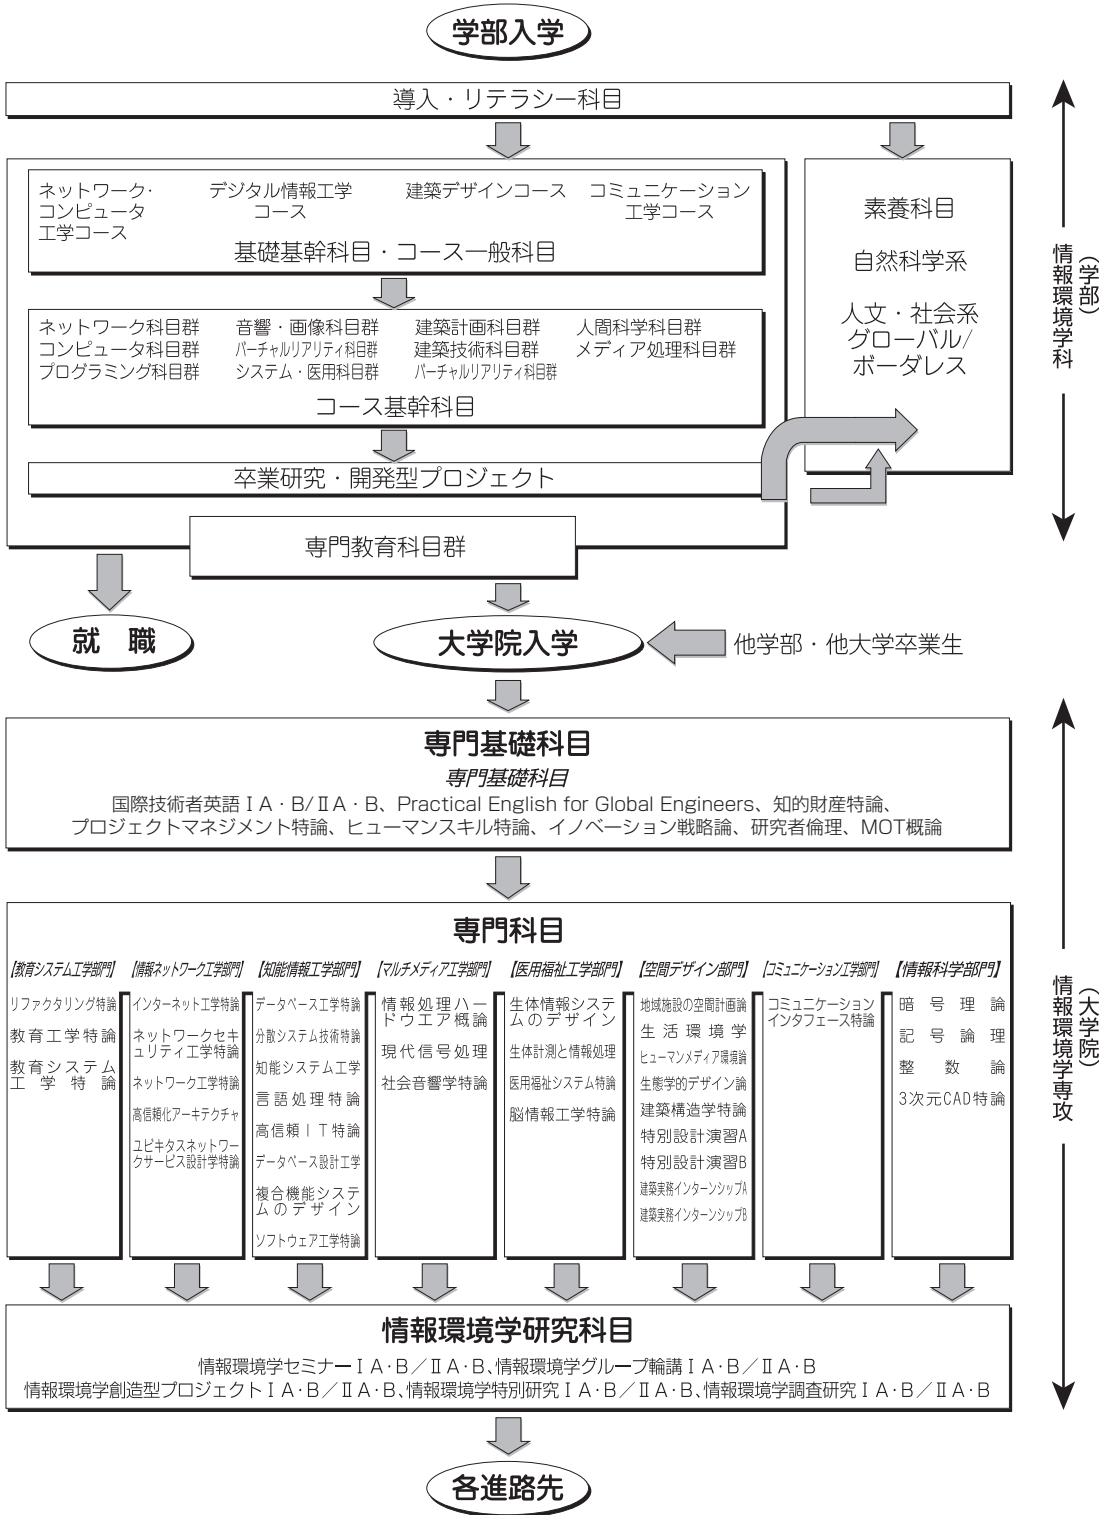 学部入学
導入・リテラシー科目
ネットワーク・
コンピュータ
工学コース
デジタル情報工学
コース
建築デザインコース
コミュニケーション
工学コース
基礎基幹科目・コース一般科目
ネットワーク科目群
コンピュータ科目群
プログラミング科目群
音響・画像科目群
バーチャルリアリティ科目群
システム・医用科目群
建築計画科目群
建築技術科目群
バーチャルリアリティ科目群
人間科学科目群
メディア処理科目群
コース基幹科目
卒業研究・開発型プロジェクト
専門教育科目群
素養科目
自然科学系
人文・社会系
グローバル/
ボーダレス
(学部)
情報環境学科
就 職
大学院入学
他学部・他大学卒業生
専門基礎科目
専門基礎科目
国際技術者英語ⅠA・B/ⅡA・B、Practical English for Global Engineers、知的財産特論、
プロジェクトマネジメント特論、ヒューマンスキル特論、イノベーション戦略論、研究者倫理、MOT概論
専門科目
【教育システム工学部門】
リファクタリング特論
教育工学特論
教育システム
工学特論
【情報ネットワーク工学部門】
インターネット工学特論
ネットワークセキ
ュリティ工学特論
ネットワーク工学特論
高信頼化アーキテクチャ
ユビキタスネットワー
クサービス設計学特論
【知能情報工学部門】
データベース工学特論
分散システム技術特論
知能システム工学
言語処理特論
高信頼IT特論
データベース設計工学
複合機能システ
ムのデザイン
ソフトウェア工学特論
【マルチメディア工学部門】
情報処理ハー
ドウエア概論
現代信号処理
社会音響学特論
【医用福祉工学部門】
生体情報システ
ムのデザイン
生体計測と情報処理
医用福祉システム特論
脳情報工学特論
【空間デザイン部門】
地域施設の空間計画論
生活環境学
ヒューマンメディア環境論
生態学的デザイン論
建築構造学特論
特別設計演習A
特別設計演習B
建築実務インターンシップA
建築実務インターンシップB
【コミュニケーション工学部門】
コミュニケーション
インタフェース特論
【情報科学部門】
暗号理論
記号論理
整数論
3次元CAD特論
(大学院)
情報環境学専攻
情報環境学研究科目
情報環境学セミナーⅠA・B／ⅡA・B、情報環境学グループ輪講ⅠA・B／ⅡA・B
情報環境学創造型プロジェクトⅠA・B／ⅡA・B、情報環境学特別研究ⅠA・B／ⅡA・B、情報環境学調査研究ⅠA・B／ⅡA・B
各進路先